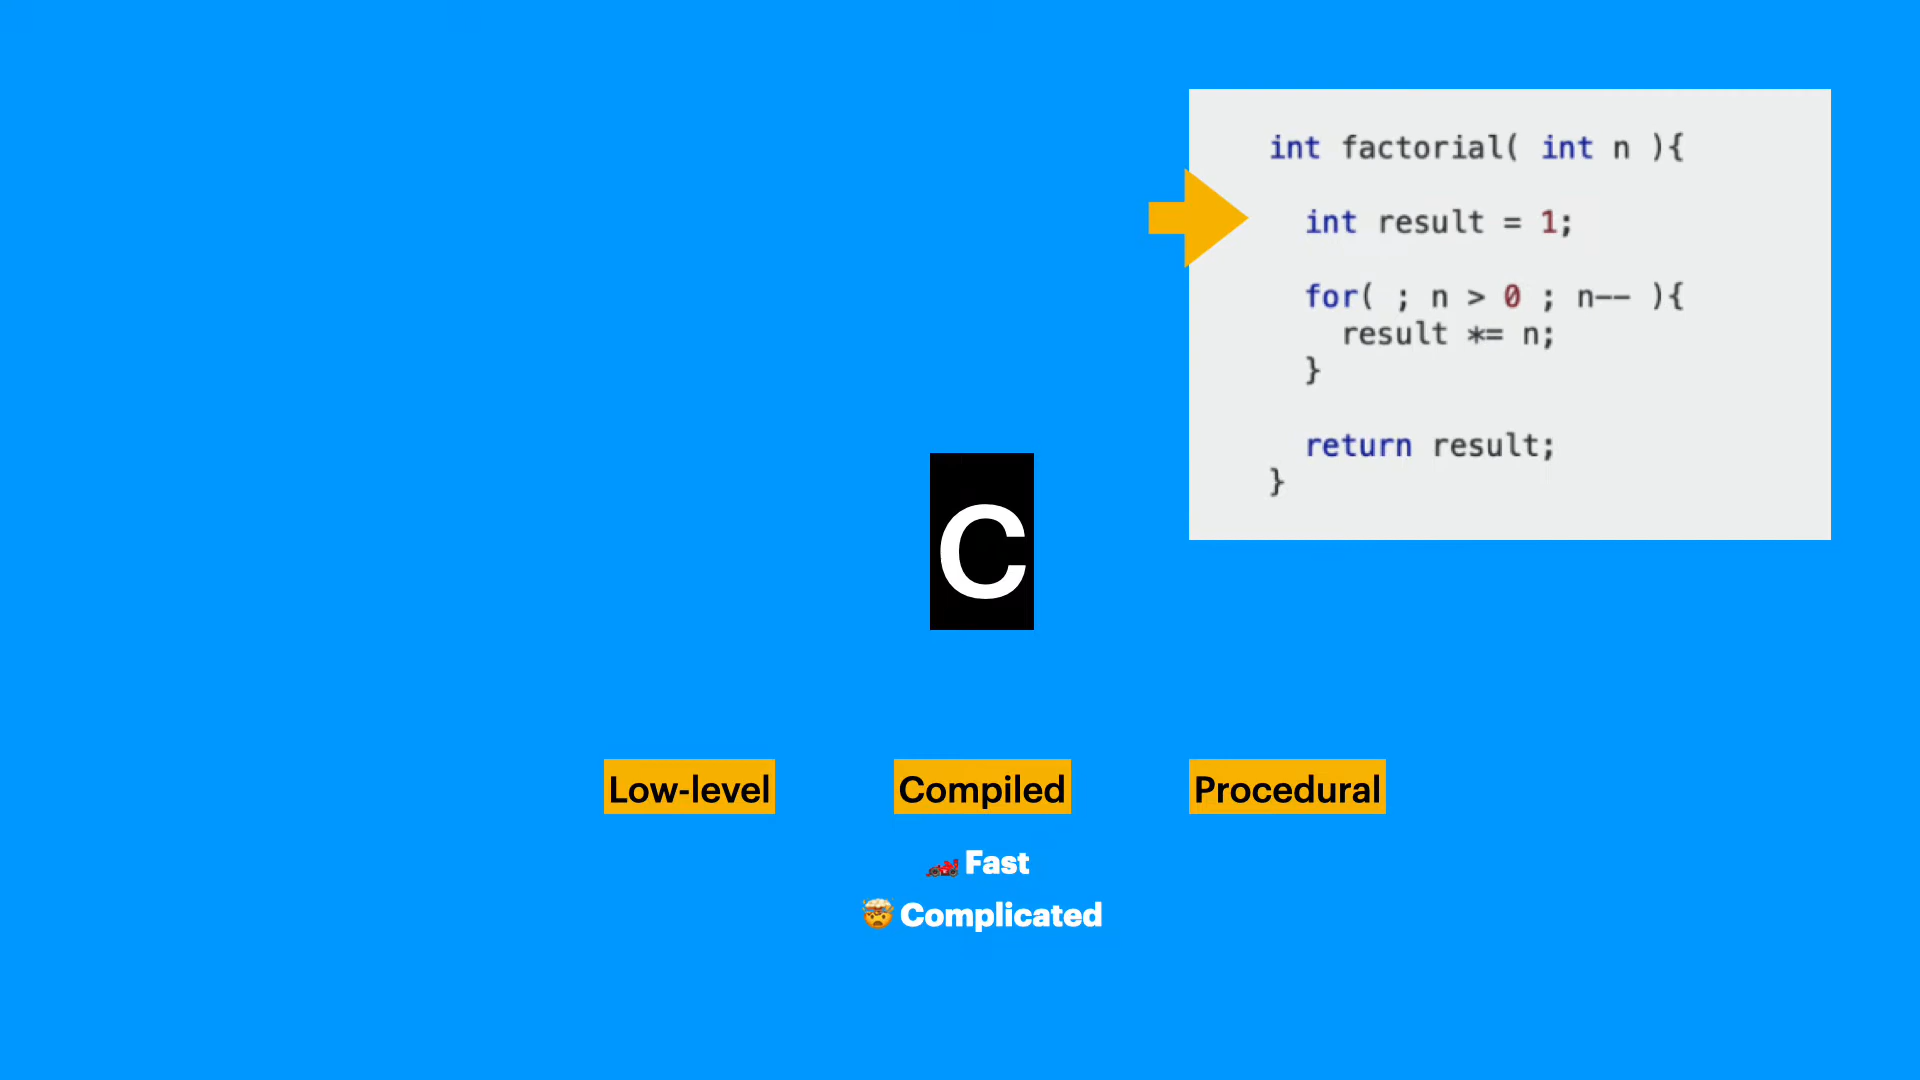 int factorial( int n ){
int result = 1;
for( ; n > 0 ; n-- ){
result *= n;
}
return result;
}
C
Low-level
Compiled
Procedural
🏎️ Fast
🤯 Complicated